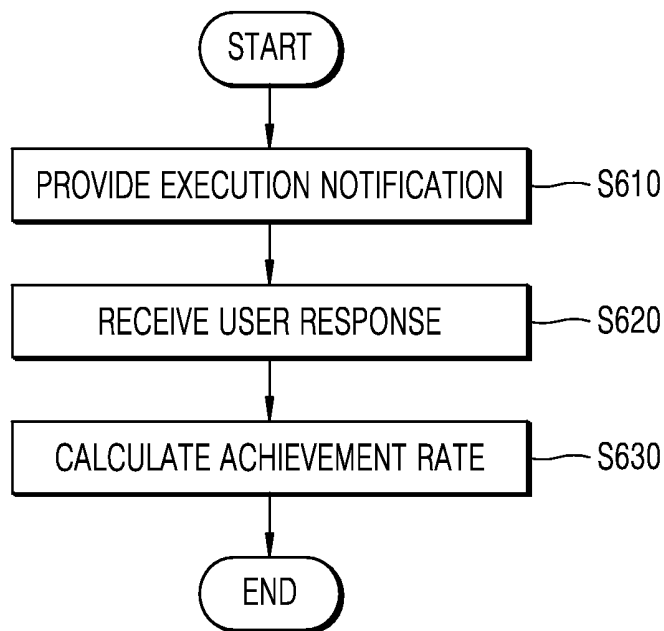 START
PROVIDE EXECUTION NOTIFICATION S610
RECEIVE USER RESPONSE S620
CALCULATE ACHIEVEMENT RATE S630
END